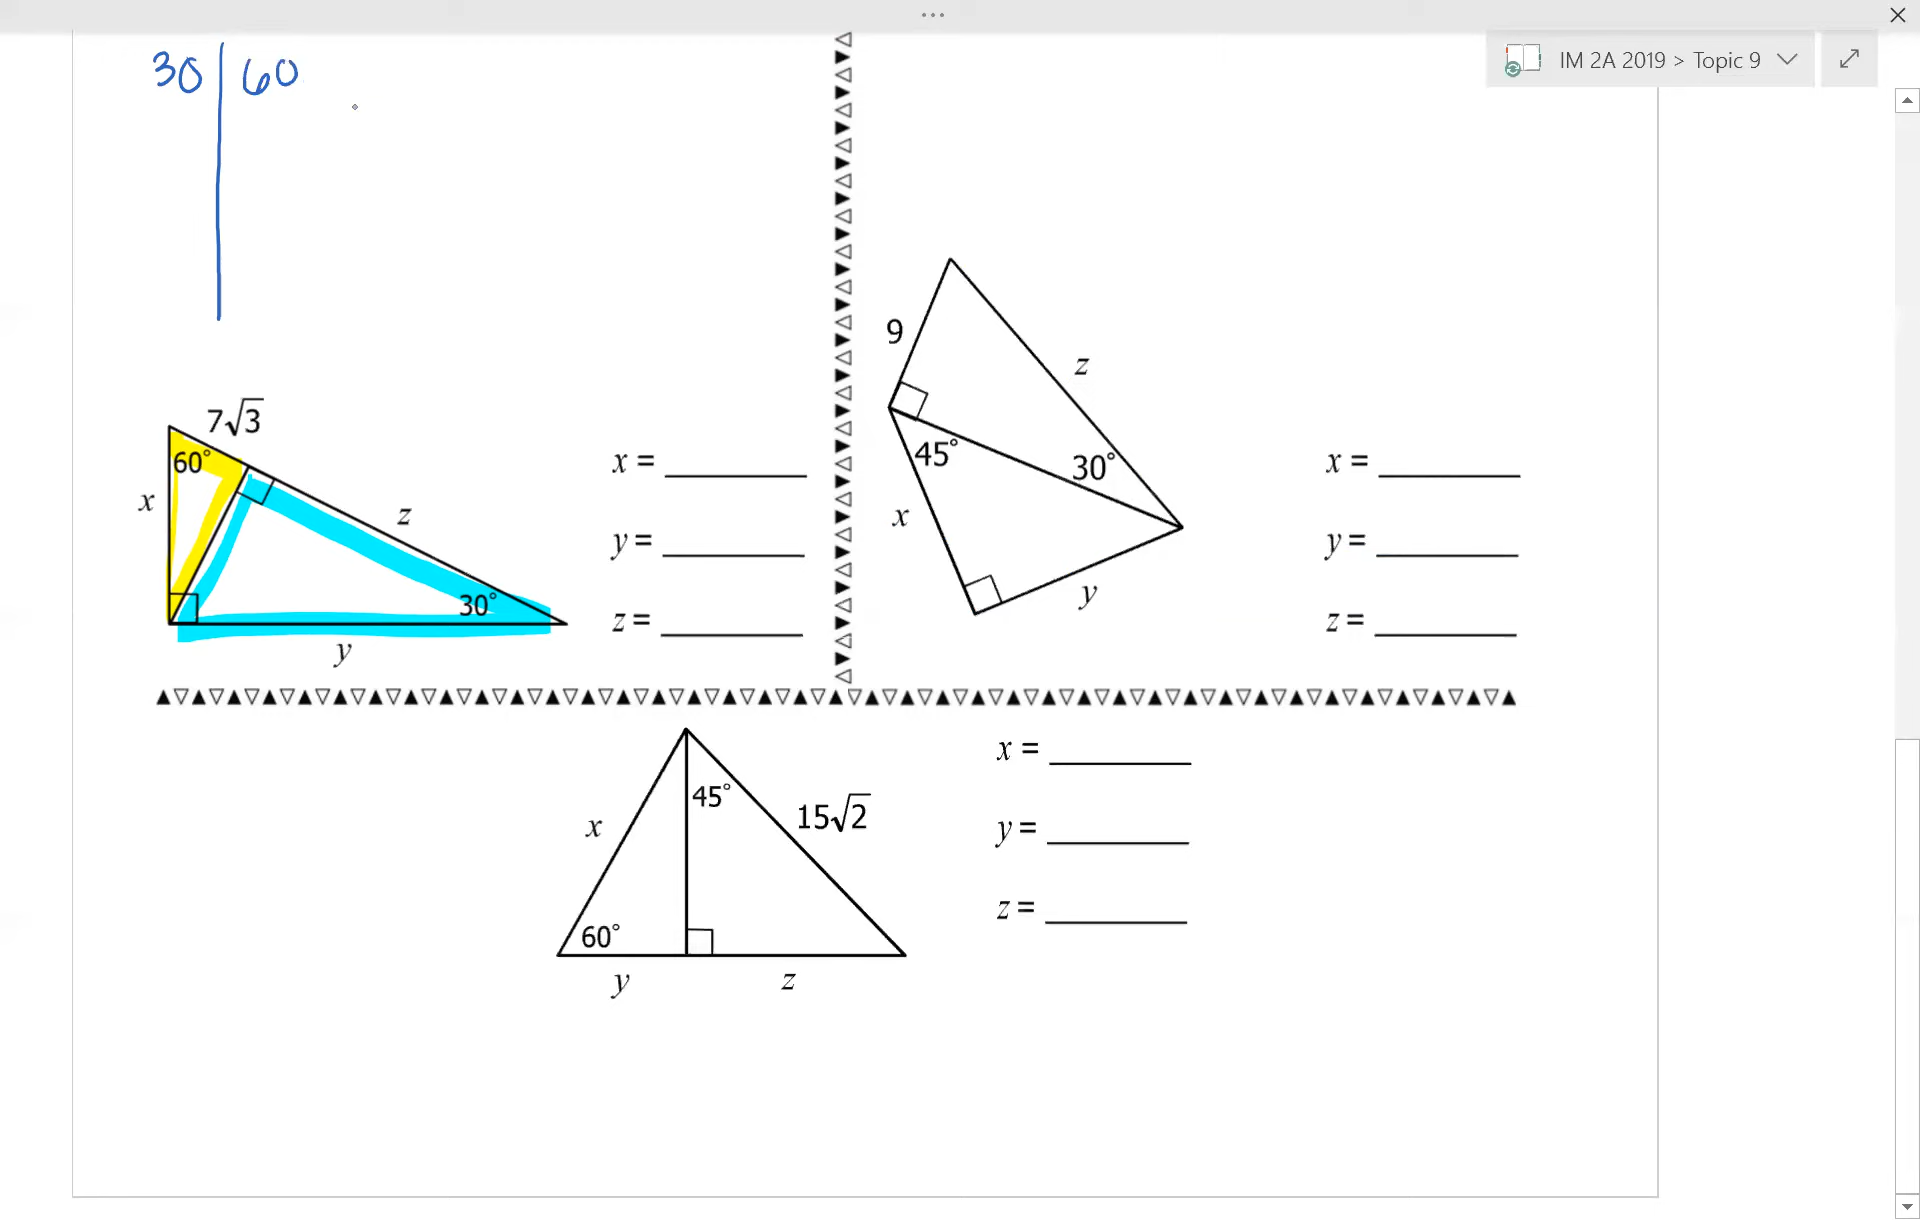 30 60
IM 2A 2019 > Topic 9
7√3
60°
x
z
30°
y
x =
y =
z =
9
z
45°
30°
x
y
x =
y =
z =
45°
x
15√2
60°
y
z
x =
y =
z =